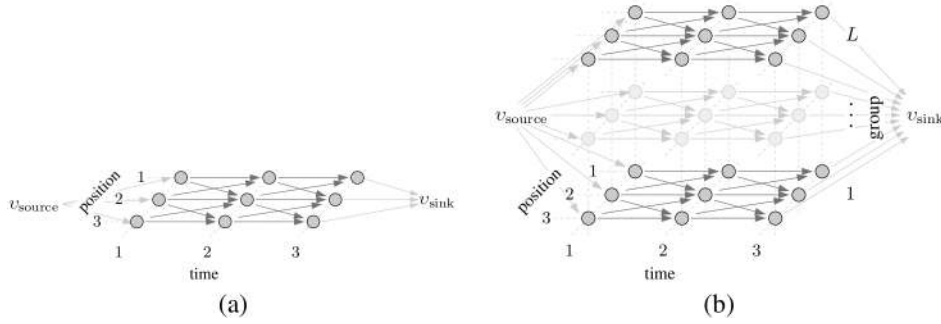 v_source
position
1
2
3
v_sink
1
2
3
time
(a)
L
v_source
⋮
group
v_sink
position
1
2
3
1
1
2
3
time
(b)